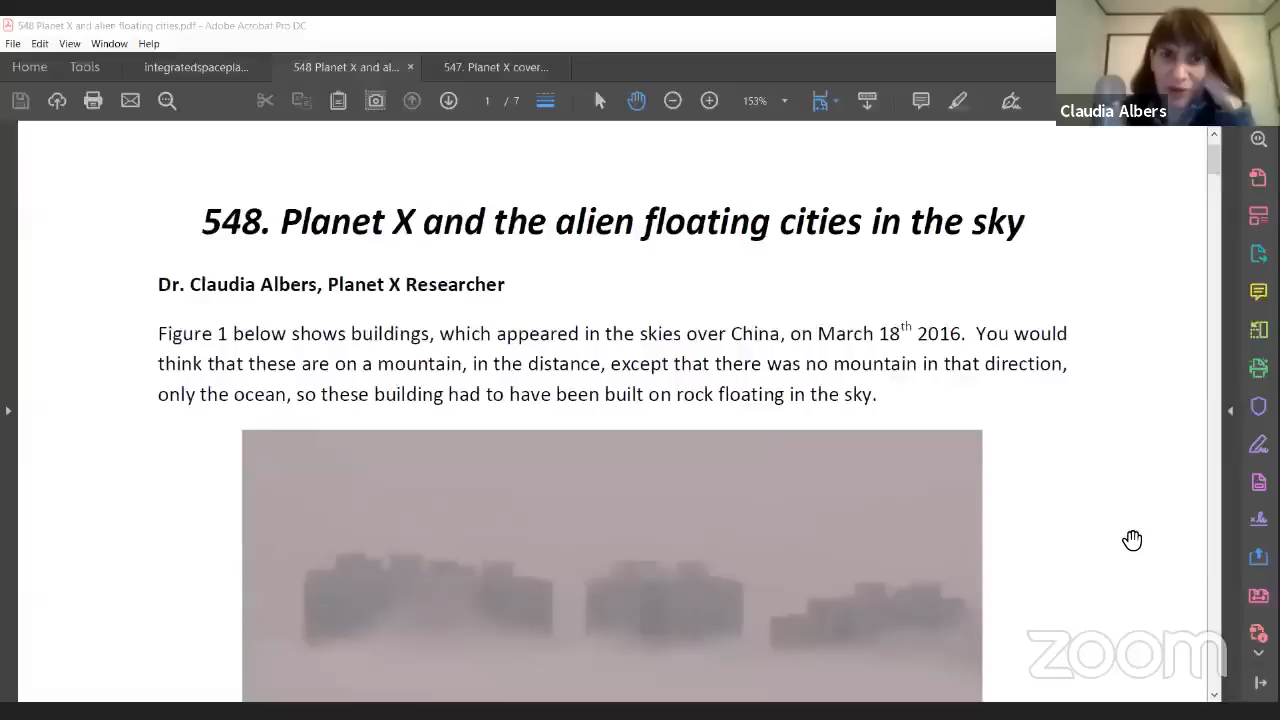 548 Planet X and alien floating cities.pdf - Adobe Acrobat Pro DC
File Edit View Window Help
Home Tools integratedspacepla... 548 Planet X and al... × 547. Planet X cover...
1 / 7 153%
Claudia Albers
548. Planet X and the alien floating cities in the sky
Dr. Claudia Albers, Planet X Researcher
Figure 1 below shows buildings, which appeared in the skies over China, on March 18th 2016. You would
think that these are on a mountain, in the distance, except that there was no mountain in that direction,
only the ocean, so these building had to have been built on rock floating in the sky.
zoom